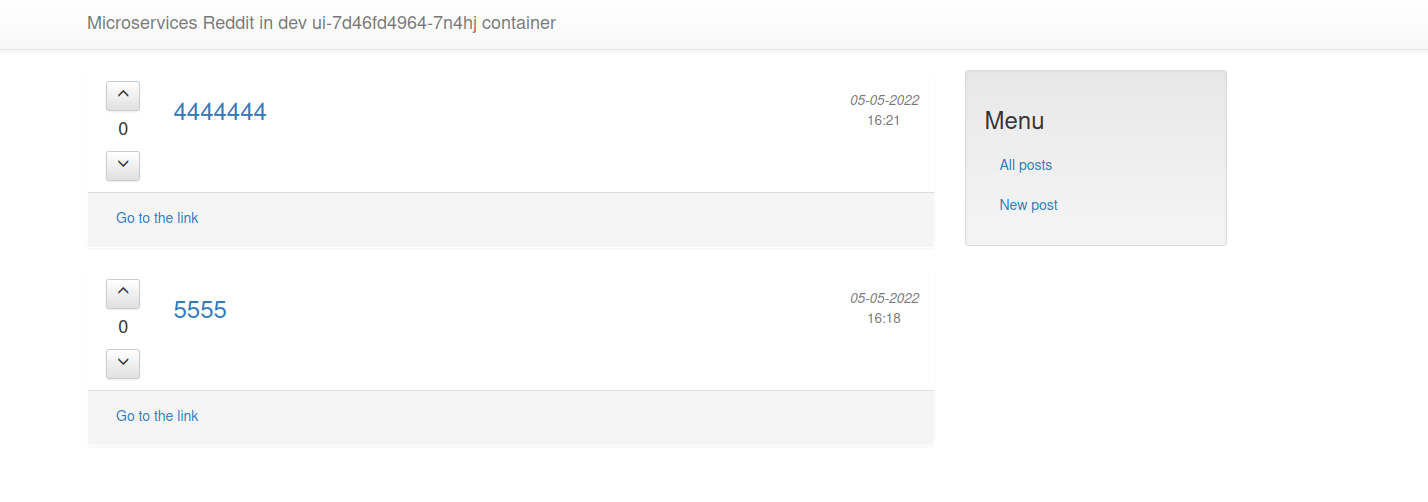 Microservices Reddit in dev ui-7d46fd4964-7n4hj container
4444444
05-05-2022
16:21
0
Go to the link
5555
05-05-2022
16:18
0
Go to the link
Menu
All posts
New post